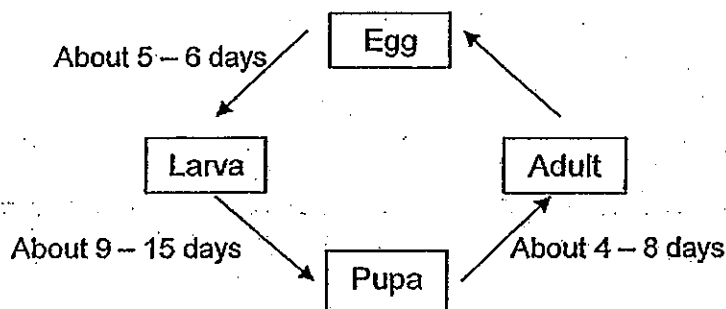 Egg
About 5 – 6 days
Larva
Adult
About 9 – 15 days
About 4 – 8 days
Pupa